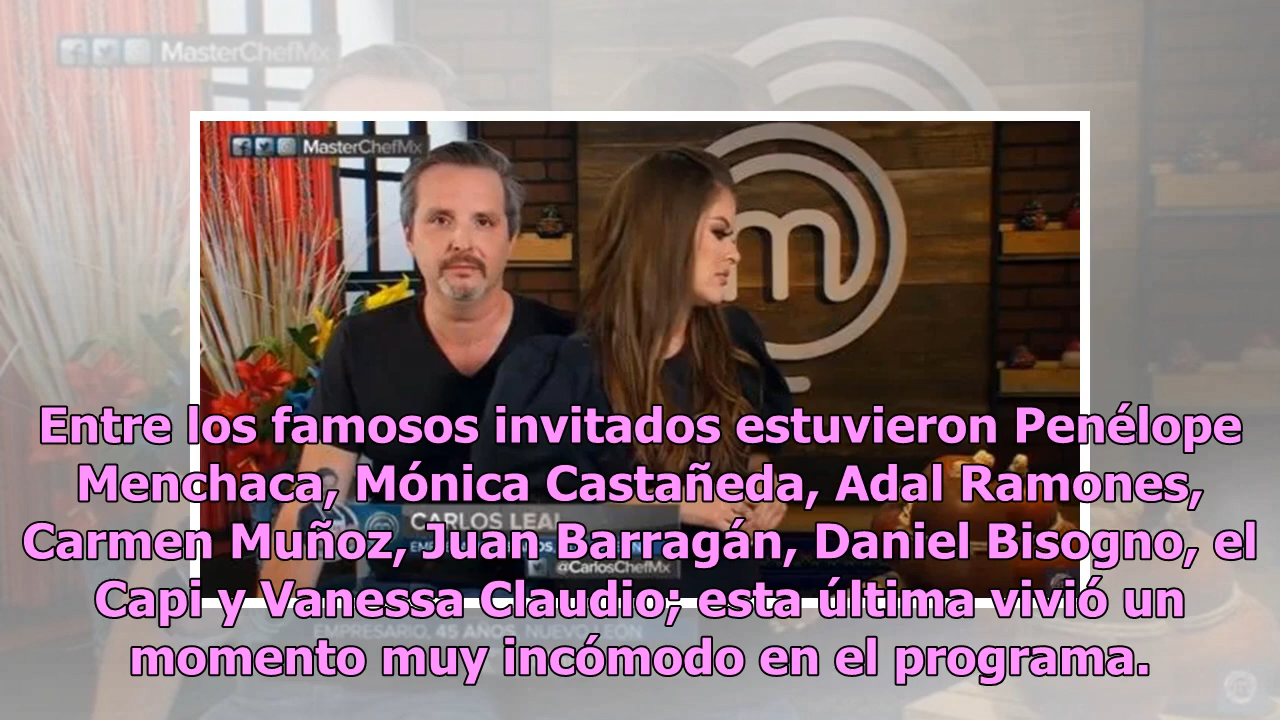 MasterChefMx
MasterChefMx
m
Entre los famosos invitados estuvieron Penélope
Menchaca, Mónica Castañeda, Adal Ramones,
CARLOS LEAL
Carmen Muñoz, Juan Barragán, Daniel Bisogno, el
@CarlosChefMx
Capi y Vanessa Claudio; esta última vivió un
EMPRESARIO, 45 AÑOS, NUEVO LEÓN
momento muy incómodo en el programa.